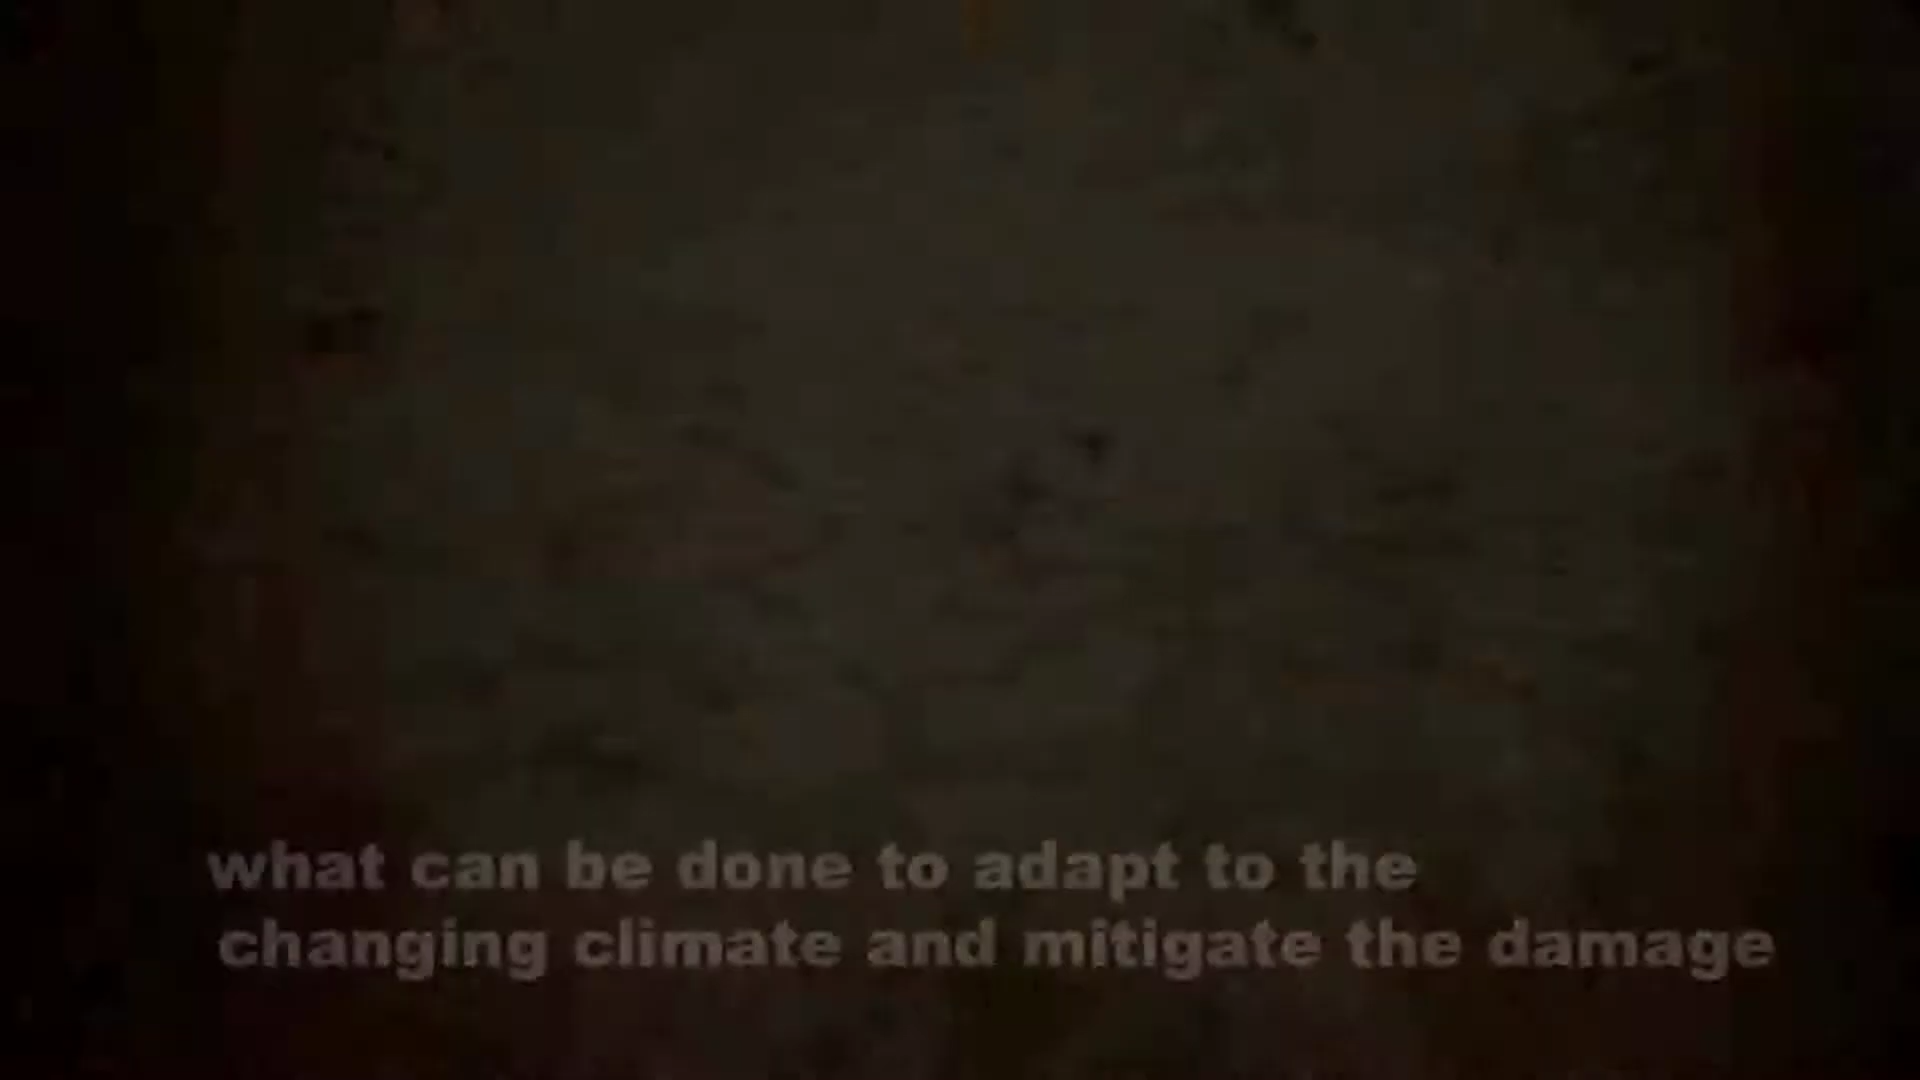 what can be done to adapt to the
changing climate and mitigate the damage